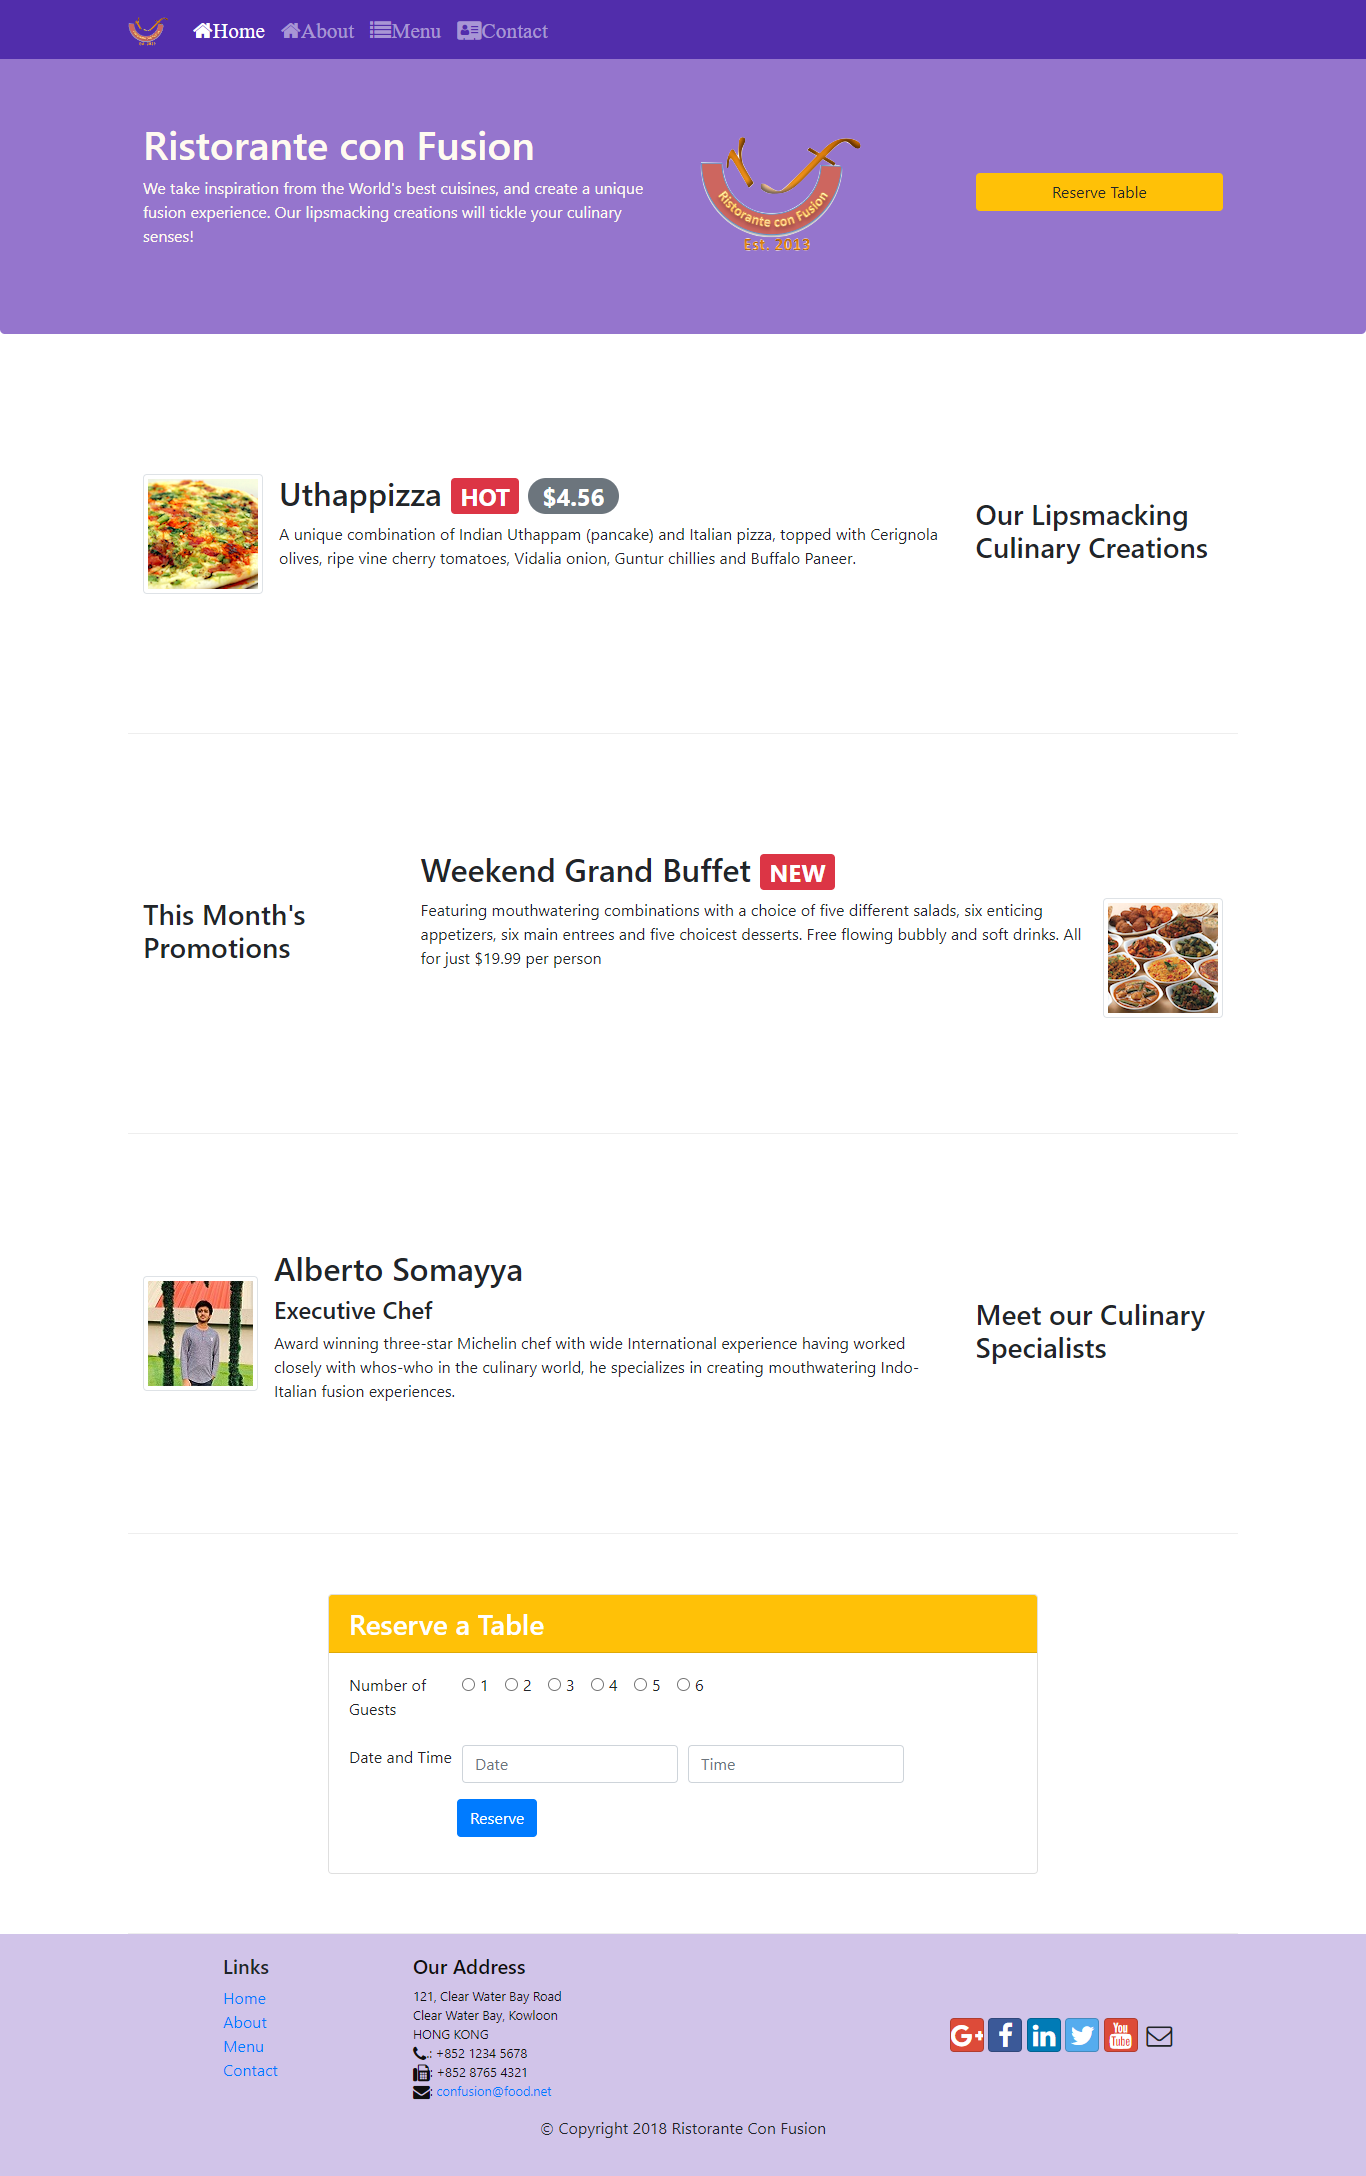 Home About Menu Contact
Ristorante con Fusion
We take inspiration from the World's best cuisines, and create a unique
fusion experience. Our lipsmacking creations will tickle your culinary
senses!
Ristorante con Fusion
Est. 2013
Reserve Table
Uthappizza HOT $4.56
A unique combination of Indian Uthappam (pancake) and Italian pizza, topped with Cerignola
olives, ripe vine cherry tomatoes, Vidalia onion, Guntur chillies and Buffalo Paneer.
Our Lipsmacking
Culinary Creations
This Month's
Promotions
Weekend Grand Buffet NEW
Featuring mouthwatering combinations with a choice of five different salads, six enticing
appetizers, six main entrees and five choicest desserts. Free flowing bubbly and soft drinks. All
for just $19.99 per person
Alberto Somayya
Executive Chef
Award winning three-star Michelin chef with wide International experience having worked
closely with whos-who in the culinary world, he specializes in creating mouthwatering Indo-
Italian fusion experiences.
Meet our Culinary
Specialists
Reserve a Table
Number of
Guests
1 2 3 4 5 6
Date and Time
Date
Time
Reserve
Links
Home
About
Menu
Contact
Our Address
121, Clear Water Bay Road
Clear Water Bay, Kowloon
HONG KONG
: +852 1234 5678
: +852 8765 4321
: confusion@food.net
G+ f in You Tube
© Copyright 2018 Ristorante Con Fusion